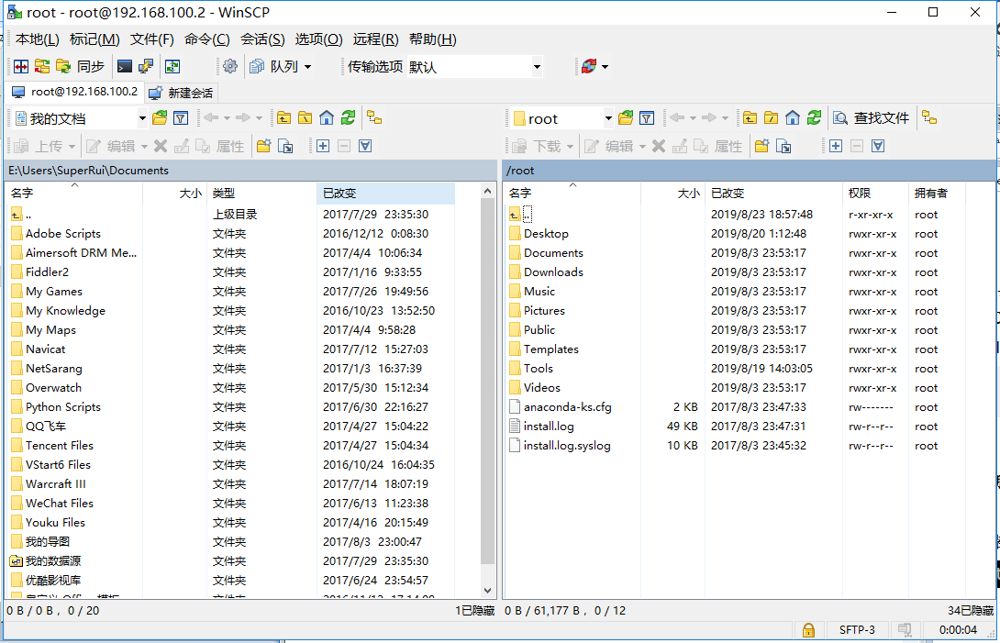 root - root@192.168.100.2 - WinSCP
本地(L) 标记(M) 文件(F) 命令(C) 会话(S) 选项(O) 远程(R) 帮助(H)
同步 队列 传输选项 默认
root@192.168.100.2 新建会话
我的文档 root 查找文件
上传 编辑 属性 下载 编辑 属性
E:\Users\SuperRui\Documents
名字 大小 类型 已改变
.. 上级目录 2017/7/29 23:35:30
Adobe Scripts 文件夹 2016/12/12 0:08:30
Aimersoft DRM Me... 文件夹 2017/4/4 10:06:34
Fiddler2 文件夹 2017/1/16 9:33:55
My Games 文件夹 2017/7/26 19:49:56
My Knowledge 文件夹 2016/10/23 13:52:50
My Maps 文件夹 2017/4/4 9:58:28
Navicat 文件夹 2017/7/12 15:27:03
NetSarang 文件夹 2017/1/3 16:37:39
Overwatch 文件夹 2017/5/30 15:12:34
Python Scripts 文件夹 2017/6/30 22:16:27
QQ飞车 文件夹 2017/4/27 15:04:22
Tencent Files 文件夹 2017/4/27 15:04:34
VStart6 Files 文件夹 2016/10/24 16:04:35
Warcraft III 文件夹 2017/7/14 18:07:19
WeChat Files 文件夹 2017/6/13 11:23:38
Youku Files 文件夹 2017/4/16 20:15:49
我的导图 文件夹 2017/8/3 23:00:47
我的数据源 文件夹 2017/7/29 23:35:30
优酷影视库 文件夹 2017/6/24 23:54:57
0 B / 0 B， 0 / 20 1已隐藏
/root
名字 大小 已改变 权限 拥有者
.. 2019/8/23 18:57:48 r-xr-xr-x root
Desktop 2019/8/20 1:12:48 rwxr-xr-x root
Documents 2019/8/3 23:53:17 rwxr-xr-x root
Downloads 2019/8/3 23:53:17 rwxr-xr-x root
Music 2019/8/3 23:53:17 rwxr-xr-x root
Pictures 2019/8/3 23:53:17 rwxr-xr-x root
Public 2019/8/3 23:53:17 rwxr-xr-x root
Templates 2019/8/3 23:53:17 rwxr-xr-x root
Tools 2019/8/19 14:03:05 rwxr-xr-x root
Videos 2019/8/3 23:53:17 rwxr-xr-x root
anaconda-ks.cfg 2 KB 2017/8/3 23:47:33 rw------- root
install.log 49 KB 2017/8/3 23:47:31 rw-r--r-- root
install.log.syslog 10 KB 2017/8/3 23:45:32 rw-r--r-- root
0 B / 61,177 B， 0 / 12 34已隐藏
SFTP-3 0:00:04